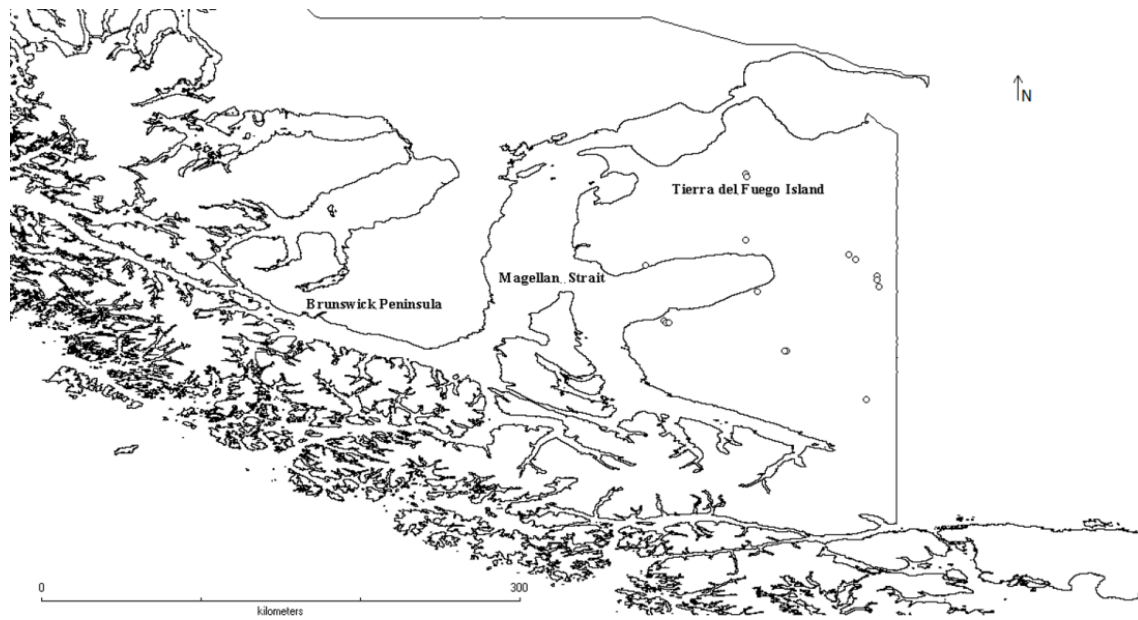 N
Tierra del Fuego Island
Magellan Strait
Brunswick Peninsula
0
300
kilometers